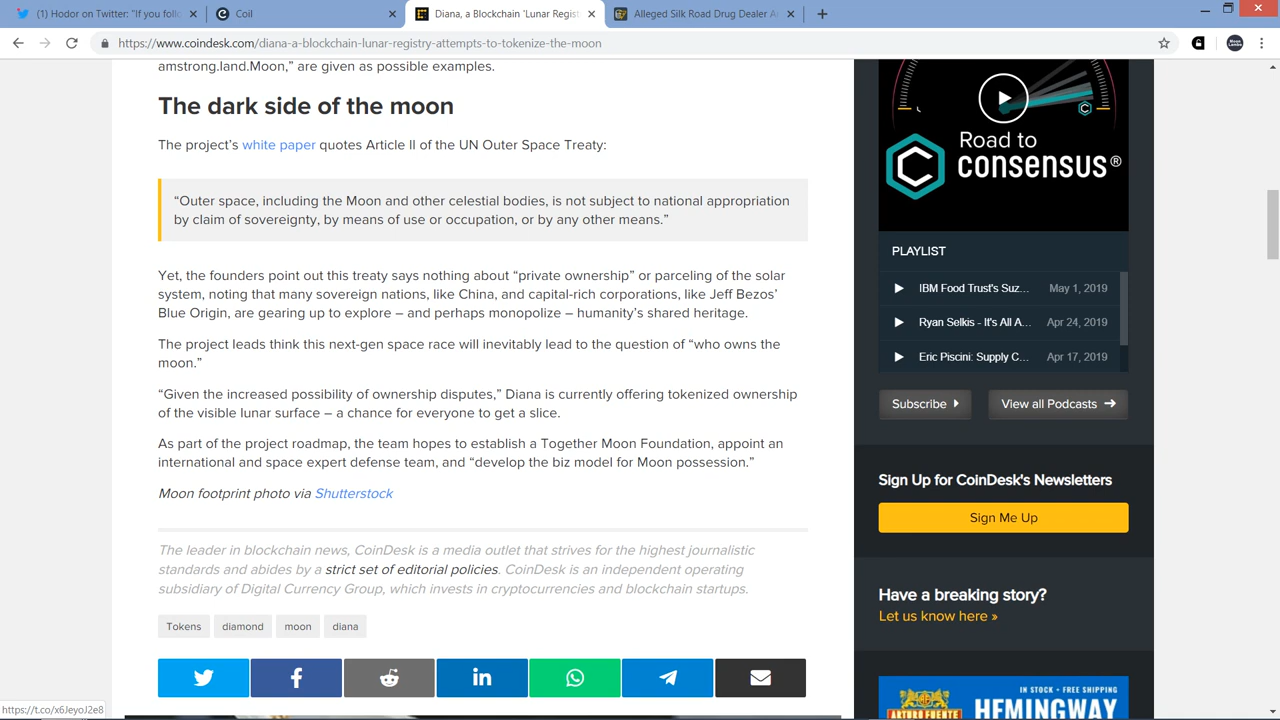 (1) Hodor on Twitter: "If you follo
Coil
Diana, a Blockchain 'Lunar Regist
Alleged Silk Road Drug Dealer A
https://www.coindesk.com/diana-a-blockchain-lunar-registry-attempts-to-tokenize-the-moon
amstrong.land.Moon,” are given as possible examples.
The dark side of the moon
The project’s white paper quotes Article II of the UN Outer Space Treaty:
“Outer space, including the Moon and other celestial bodies, is not subject to national appropriation
by claim of sovereignty, by means of use or occupation, or by any other means.”
Yet, the founders point out this treaty says nothing about “private ownership” or parceling of the solar
system, noting that many sovereign nations, like China, and capital-rich corporations, like Jeff Bezos’
Blue Origin, are gearing up to explore – and perhaps monopolize – humanity’s shared heritage.
The project leads think this next-gen space race will inevitably lead to the question of “who owns the
moon.”
“Given the increased possibility of ownership disputes,” Diana is currently offering tokenized ownership
of the visible lunar surface – a chance for everyone to get a slice.
As part of the project roadmap, the team hopes to establish a Together Moon Foundation, appoint an
international and space expert defense team, and “develop the biz model for Moon possession.”
Moon footprint photo via Shutterstock
The leader in blockchain news, CoinDesk is a media outlet that strives for the highest journalistic
standards and abides by a strict set of editorial policies. CoinDesk is an independent operating
subsidiary of Digital Currency Group, which invests in cryptocurrencies and blockchain startups.
Tokens
diamond
moon
diana
https://t.co/x6JeyoJ2e8
Road to
consensus®
PLAYLIST
IBM Food Trust's Suz... May 1, 2019
Ryan Selkis - It's All A... Apr 24, 2019
Eric Piscini: Supply C... Apr 17, 2019
Subscribe
View all Podcasts
Sign Up for CoinDesk's Newsletters
Sign Me Up
Have a breaking story?
Let us know here »
IN STOCK • FREE SHIPPING
HEMINGWAY
ARTURO FUENTE